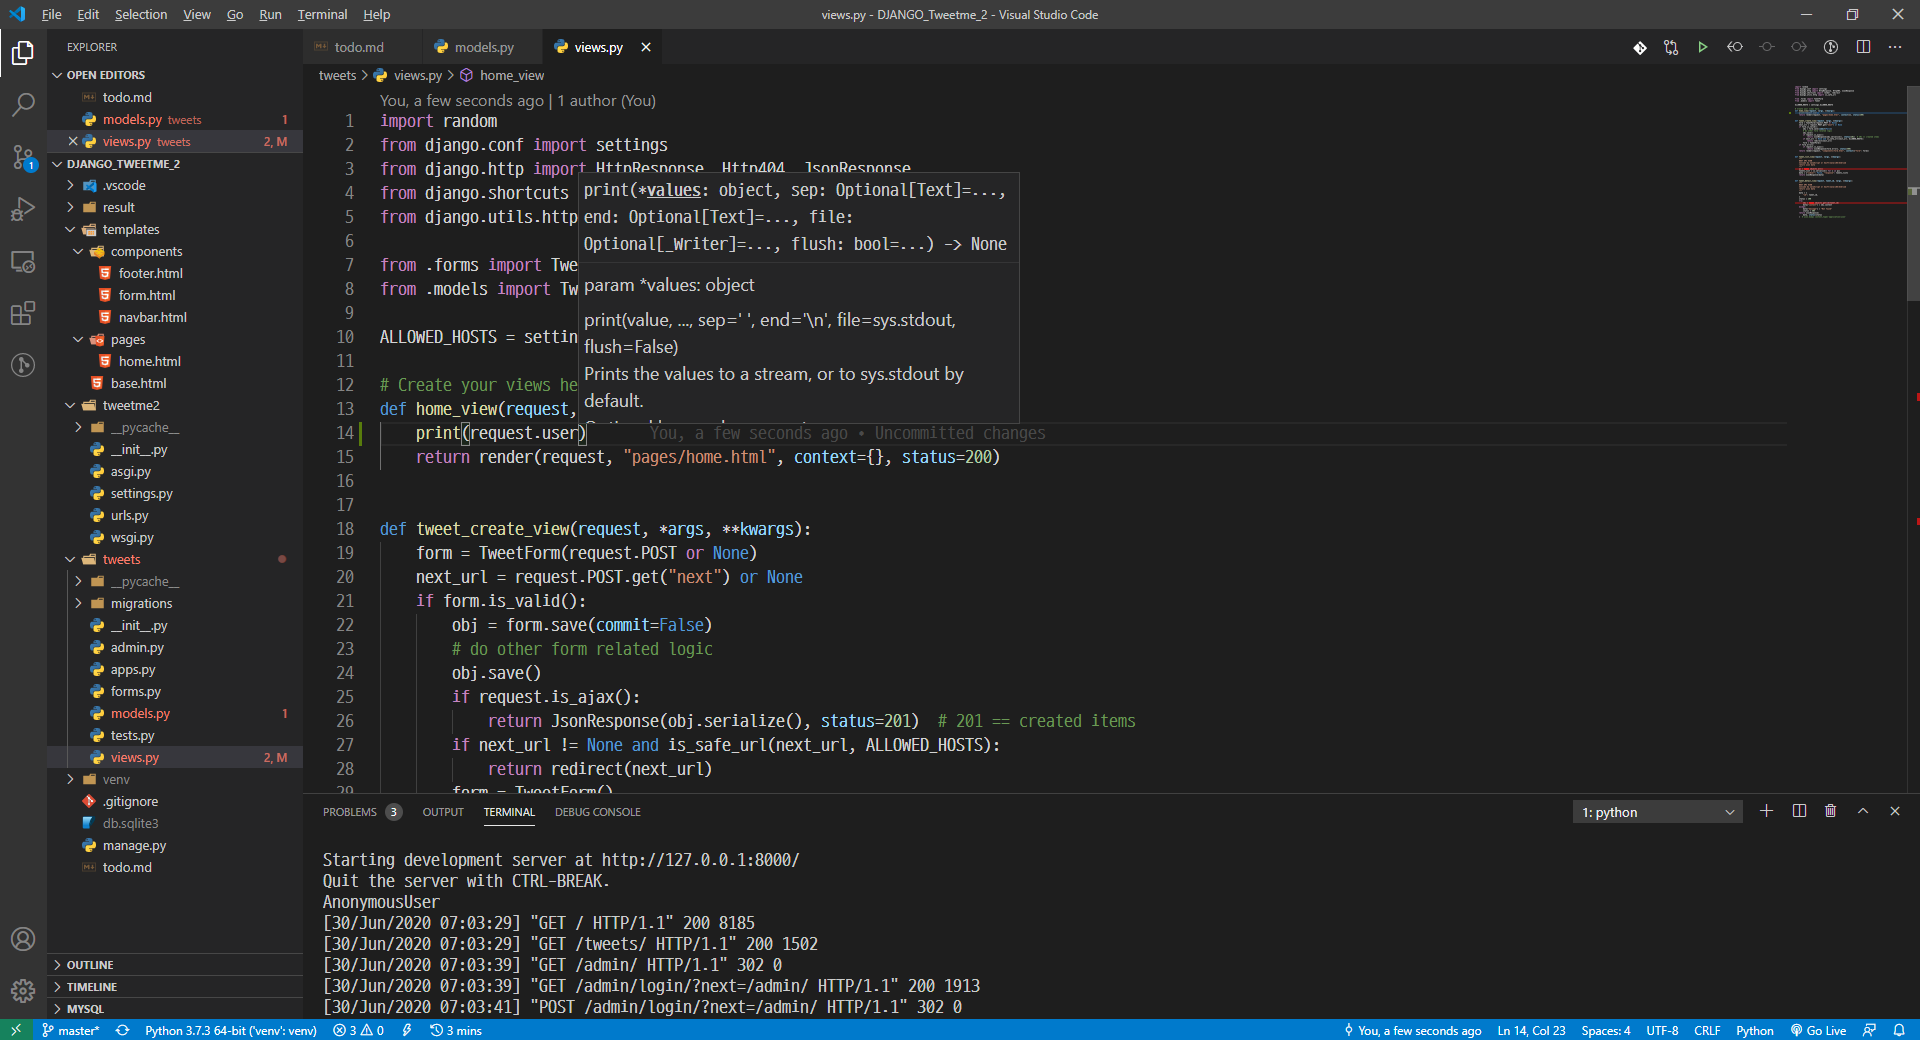 File Edit Selection View Go Run Terminal Help
views.py - DJANGO_Tweetme_2 - Visual Studio Code
EXPLORER
OPEN EDITORS
todo.md
models.py tweets 1
views.py tweets 2, M
DJANGO_TWEETME_2
.vscode
result
templates
components
footer.html
form.html
navbar.html
pages
home.html
base.html
tweetme2
__pycache__
__init__.py
asgi.py
settings.py
urls.py
wsgi.py
tweets
__pycache__
migrations
__init__.py
admin.py
apps.py
forms.py
models.py 1
tests.py
views.py 2, M
venv
.gitignore
db.sqlite3
manage.py
todo.md
OUTLINE
TIMELINE
MYSQL
1
todo.md models.py views.py
tweets > views.py > home_view
You, a few seconds ago | 1 author (You)
1 import random
2 from django.conf import settings
3 from django.http import HttpResponse, Http404, JsonResponse
4 from django.shortcuts
5 from django.utils.http
6
7 from .forms import Twe
8 from .models import Tw
9
10 ALLOWED_HOSTS = settin
11
12 # Create your views he
13 def home_view(request,
14 print(request.user) You, a few seconds ago • Uncommitted changes
15 return render(request, "pages/home.html", context={}, status=200)
16
17
18 def tweet_create_view(request, *args, **kwargs):
19 form = TweetForm(request.POST or None)
20 next_url = request.POST.get("next") or None
21 if form.is_valid():
22 obj = form.save(commit=False)
23 # do other form related logic
24 obj.save()
25 if request.is_ajax():
26 return JsonResponse(obj.serialize(), status=201) # 201 == created items
27 if next_url != None and is_safe_url(next_url, ALLOWED_HOSTS):
28 return redirect(next_url)
29 form = TweetForm()
print(*values: object, sep: Optional[Text]=...,
end: Optional[Text]=..., file:
Optional[_Writer]=..., flush: bool=...) -> None
param *values: object
print(value, ..., sep=' ', end='\n', file=sys.stdout,
flush=False)
Prints the values to a stream, or to sys.stdout by
default.
PROBLEMS 3 OUTPUT TERMINAL DEBUG CONSOLE
1: python
Starting development server at http://127.0.0.1:8000/
Quit the server with CTRL-BREAK.
AnonymousUser
[30/Jun/2020 07:03:29] "GET / HTTP/1.1" 200 8185
[30/Jun/2020 07:03:29] "GET /tweets/ HTTP/1.1" 200 1502
[30/Jun/2020 07:03:39] "GET /admin/ HTTP/1.1" 302 0
[30/Jun/2020 07:03:39] "GET /admin/login/?next=/admin/ HTTP/1.1" 200 1913
[30/Jun/2020 07:03:41] "POST /admin/login/?next=/admin/ HTTP/1.1" 302 0
master* Python 3.7.3 64-bit ('venv': venv) 3 0 3 mins
You, a few seconds ago Ln 14, Col 23 Spaces: 4 UTF-8 CRLF Python Go Live